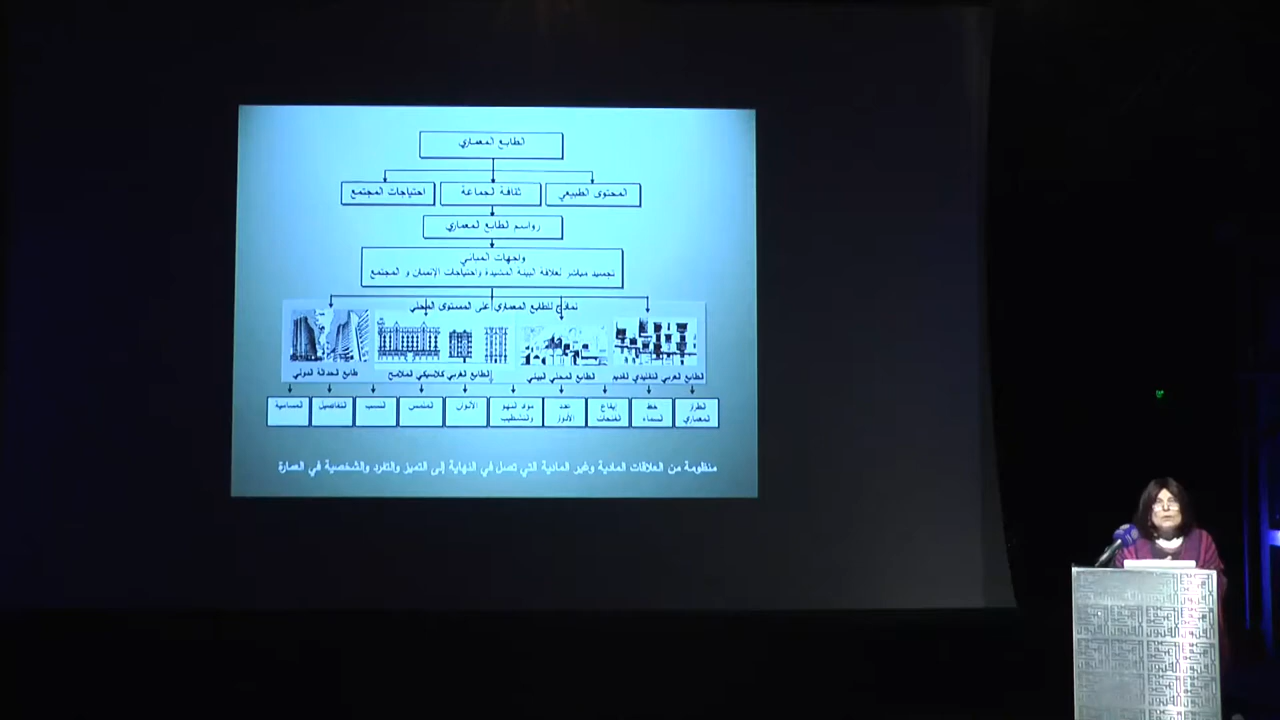 الطابع المعماري
المحتوى الطبيعي
ثقافة الجماعة
احتياجات المجتمع
رواسم الطابع المعماري
واجهات المباني
تجسيد مباشر لعلاقة البيئة المشيدة واحتياجات الإنسان و المجتمع
نماذج للطابع المعماري على المستوى المحلي
الطابع العربي التقليدي القديم
الطابع المحلي البيئي
الطابع الغربي كلاسيكي الملامح
طابع الحداثة الدولي
الطراز المعماري
خط السماء
إيقاع الفتحات
عدد الأدوار
مواد النهو والتشطيب
الألوان
الملمس
النسب
التفاصيل
المسامية
منظومة من العلاقات المادية وغير المادية التي تصل في النهاية إلى التميز والتفرد والشخصية في العمارة